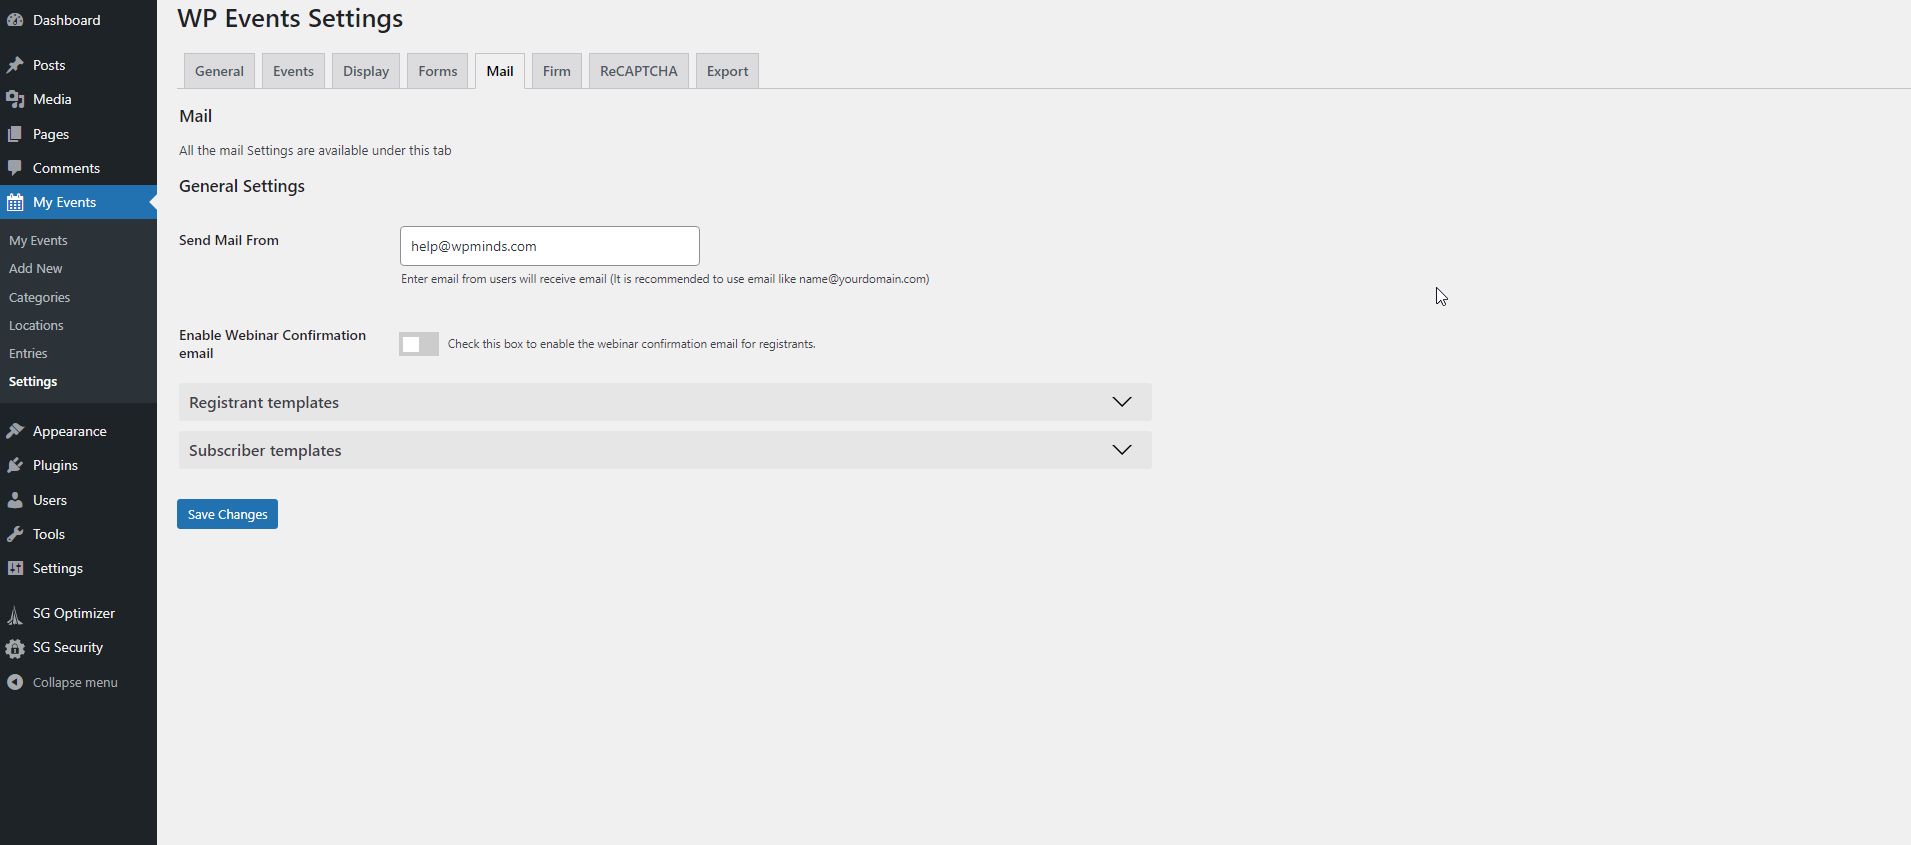 Dashboard
Posts
Media
Pages
Comments
My Events
My Events
Add New
Categories
Locations
Entries
Settings
Appearance
Plugins
Users
Tools
Settings
SG Optimizer
SG Security
Collapse menu
WP Events Settings
General Events Display Forms Mail Firm ReCAPTCHA Export
Mail
All the mail Settings are available under this tab
General Settings
Send Mail From
help@wpminds.com
Enter email from users will receive email (It is recommended to use email like name@yourdomain.com)
Enable Webinar Confirmation
email
Check this box to enable the webinar confirmation email for registrants.
Registrant templates
Subscriber templates
Save Changes